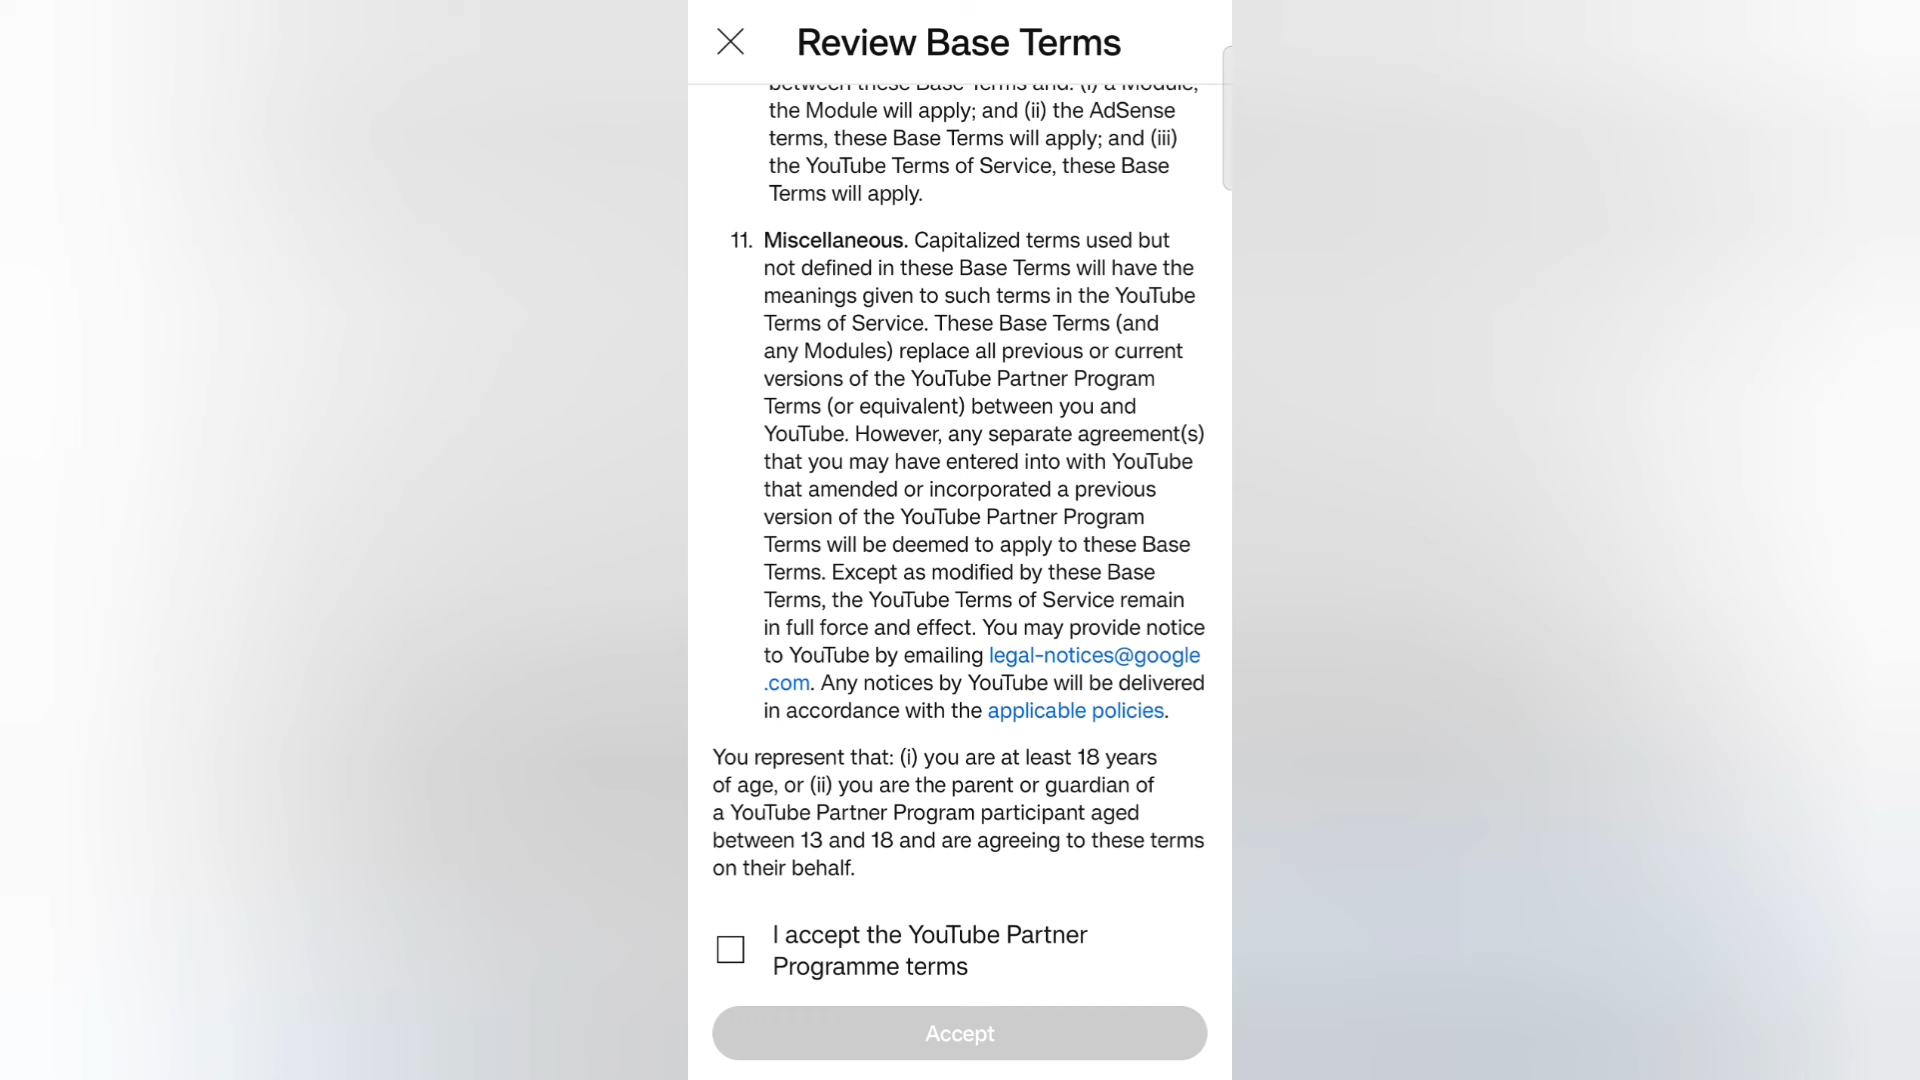 Review Base Terms
between these Base Terms and: (i) a Module,
the Module will apply; and (ii) the AdSense
terms, these Base Terms will apply; and (iii)
the YouTube Terms of Service, these Base
Terms will apply.
11. Miscellaneous. Capitalized terms used but
not defined in these Base Terms will have the
meanings given to such terms in the YouTube
Terms of Service. These Base Terms (and
any Modules) replace all previous or current
versions of the YouTube Partner Program
Terms (or equivalent) between you and
YouTube. However, any separate agreement(s)
that you may have entered into with YouTube
that amended or incorporated a previous
version of the YouTube Partner Program
Terms will be deemed to apply to these Base
Terms. Except as modified by these Base
Terms, the YouTube Terms of Service remain
in full force and effect. You may provide notice
to YouTube by emailing legal-notices@google
.com. Any notices by YouTube will be delivered
in accordance with the applicable policies.
You represent that: (i) you are at least 18 years
of age, or (ii) you are the parent or guardian of
a YouTube Partner Program participant aged
between 13 and 18 and are agreeing to these terms
on their behalf.
I accept the YouTube Partner
Programme terms
Accept